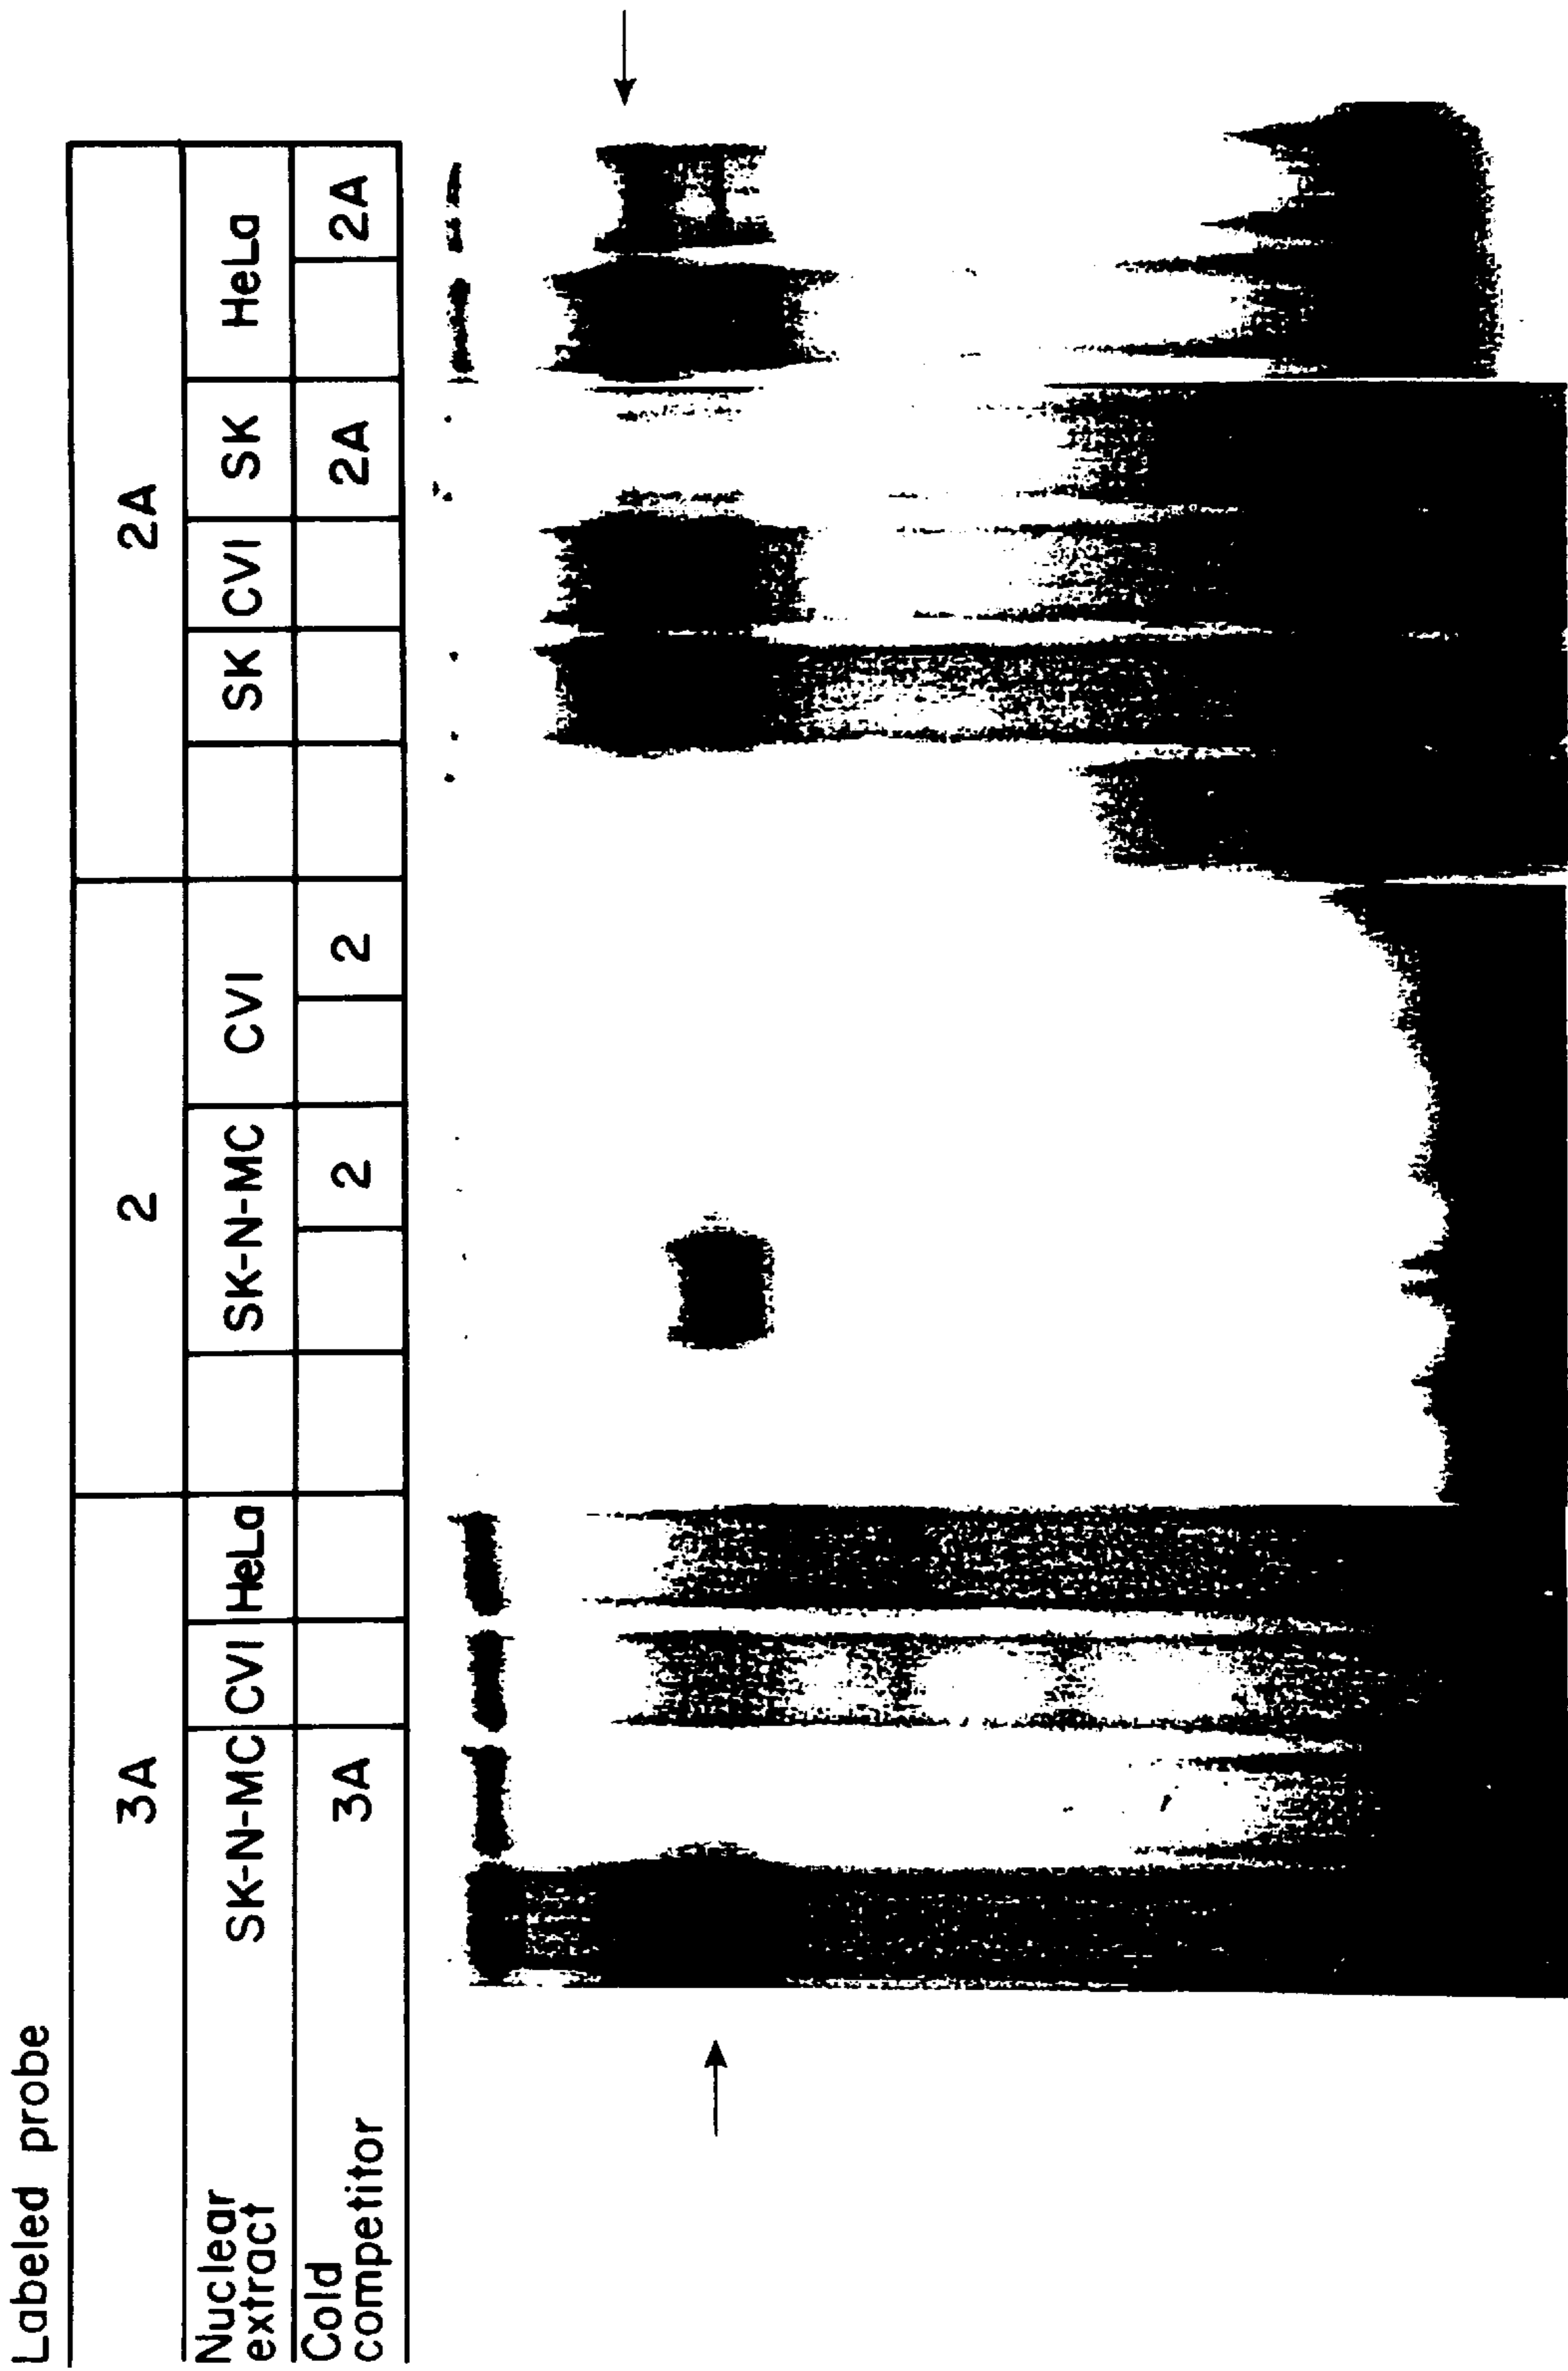 Labeled probe
3A 2 2A
Nuclear
extract
SK-N-MC CVI HeLa SK-N-MC CVI SK CVI SK HeLa
Cold
competitor
3A 2 2 2A 2A